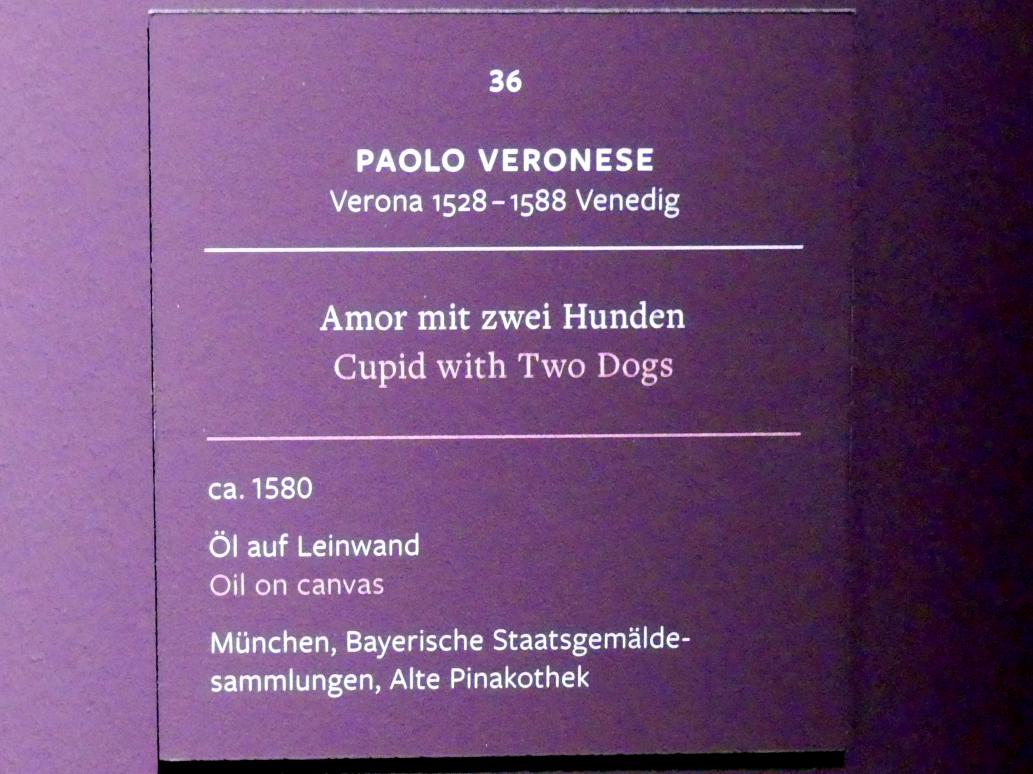 36
PAOLO VERONESE
Verona 1528–1588 Venedig
Amor mit zwei Hunden
Cupid with Two Dogs
ca. 1580
Öl auf Leinwand
Oil on canvas
München, Bayerische Staatsgemälde-
sammlungen, Alte Pinakothek